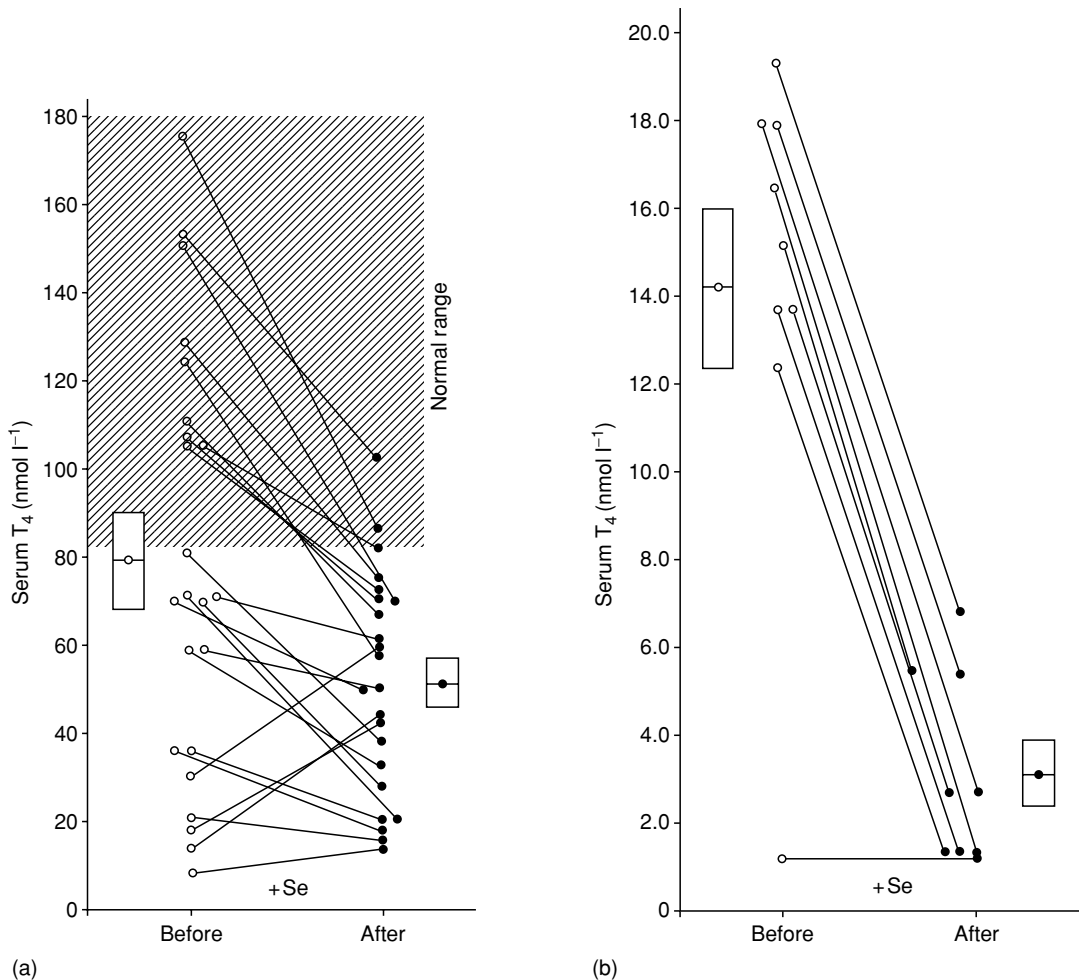 Serum T₄ (nmol l⁻¹)
180
160
140
120
100
80
60
40
20
0
Normal range
+Se
Before After
(a)
Serum T₄ (nmol l⁻¹)
20.0
18.0
16.0
14.0
12.0
10.0
8.0
6.0
4.0
2.0
0
+Se
Before After
(b)